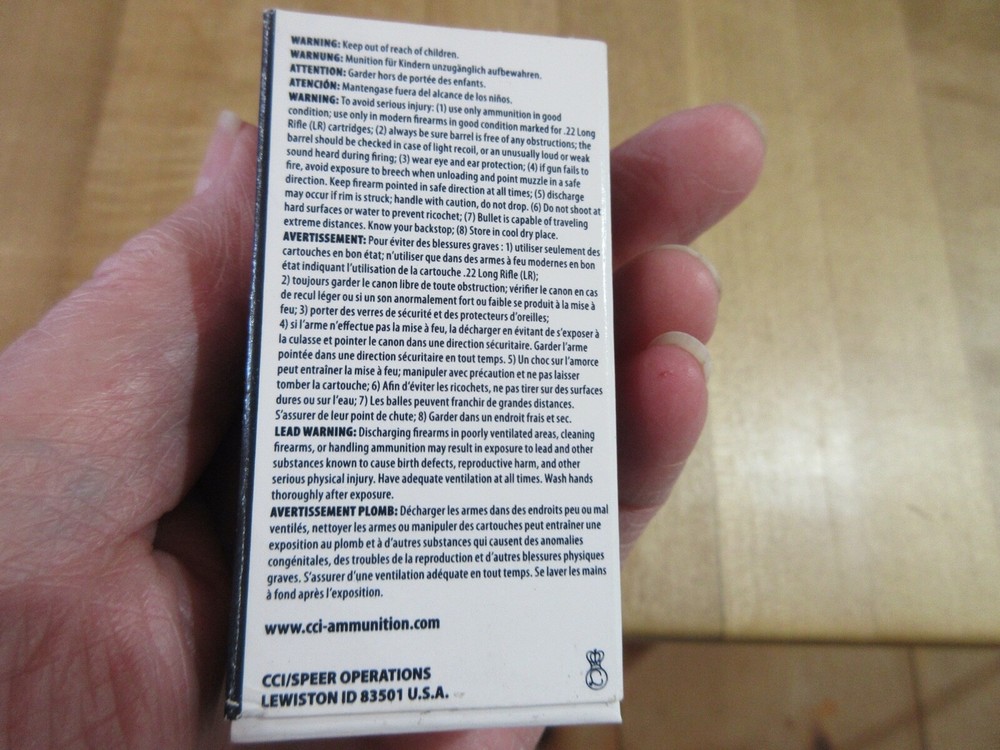 WARNING: Keep out of reach of children.
WARNUNG: Munition für Kindern unzugänglich aufbewahren.
ATTENTION: Garder hors de portée des enfants.
ATENCIÓN: Mantengase fuera del alcance de los niños.
WARNING: To avoid serious injury: (1) use only ammunition in good
condition; use only in modern firearms in good condition marked for .22 Long
Rifle (LR) cartridges; (2) always be sure barrel is free of any obstructions; the
barrel should be checked in case of light recoil, or an unusually loud or weak
sound heard during firing; (3) wear eye and ear protection; (4) if gun fails to
fire, avoid exposure to breech when unloading and point muzzle in a safe
direction. Keep firearm pointed in safe direction at all times; (5) discharge
may occur if rim is struck; handle with caution, do not drop. (6) Do not shoot at
hard surfaces or water to prevent ricochet; (7) Bullet is capable of traveling
extreme distances. Know your backstop; (8) Store in cool dry place.
AVERTISSEMENT: Pour éviter des blessures graves : 1) utiliser seulement des
cartouches en bon état; n'utiliser que dans des armes à feu modernes en bon
état indiquant l'utilisation de la cartouche .22 Long Rifle (LR);
2) toujours garder le canon libre de toute obstruction; vérifier le canon en cas
de recul léger ou si un son anormalement fort ou faible se produit à la mise à
feu; 3) porter des verres de sécurité et des protecteurs d'oreilles;
4) si l'arme n'effectue pas la mise à feu, la décharger en évitant de s'exposer à
la culasse et pointer le canon dans une direction sécuritaire. Garder l'arme
pointée dans une direction sécuritaire en tout temps. 5) Un choc sur l'amorce
peut entraîner la mise à feu; manipuler avec précaution et ne pas laisser
tomber la cartouche; 6) Afin d'éviter les ricochets, ne pas tirer sur des surfaces
dures ou sur l'eau; 7) Les balles peuvent franchir de grandes distances.
S'assurer de leur point de chute; 8) Garder dans un endroit frais et sec.
LEAD WARNING: Discharging firearms in poorly ventilated areas, cleaning
firearms, or handling ammunition may result in exposure to lead and other
substances known to cause birth defects, reproductive harm, and other
serious physical injury. Have adequate ventilation at all times. Wash hands
thoroughly after exposure.
AVERTISSEMENT PLOMB: Décharger les armes dans des endroits peu ou mal
ventilés, nettoyer les armes ou manipuler des cartouches peut entraîner une
exposition au plomb et à d'autres substances qui causent des anomalies
congénitales, des troubles de la reproduction et d'autres blessures physiques
graves. S'assurer d'une ventilation adéquate en tout temps. Se laver les mains
à fond après l'exposition.
www.cci-ammunition.com
CCI/SPEER OPERATIONS
LEWISTON ID 83501 U.S.A.